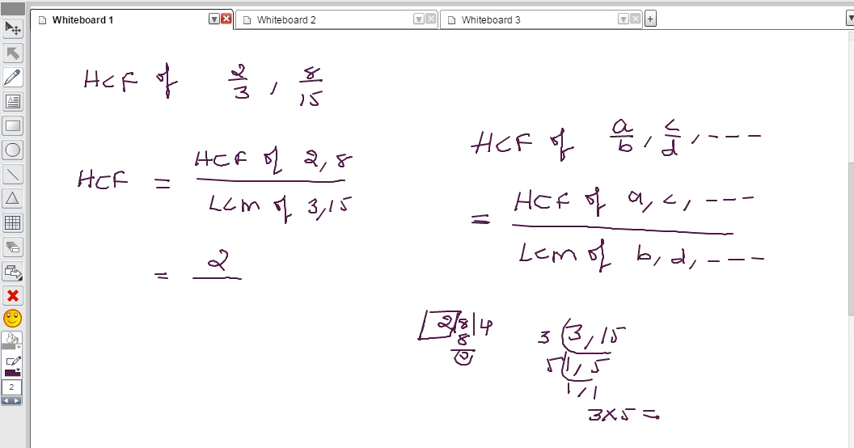 Whiteboard 1 Whiteboard 2 Whiteboard 3 +
HCF of 2/3, 8/15
HCF = HCF of 2, 8 / LCM of 3, 15
= 2
HCF of a/b, c/d, ---
= HCF of a, c, --- / LCM of b, d, ---
2 | 8 | 4
8
0
3 | 3, 15
5 | 1, 5
1, 1
3 × 5 =
2